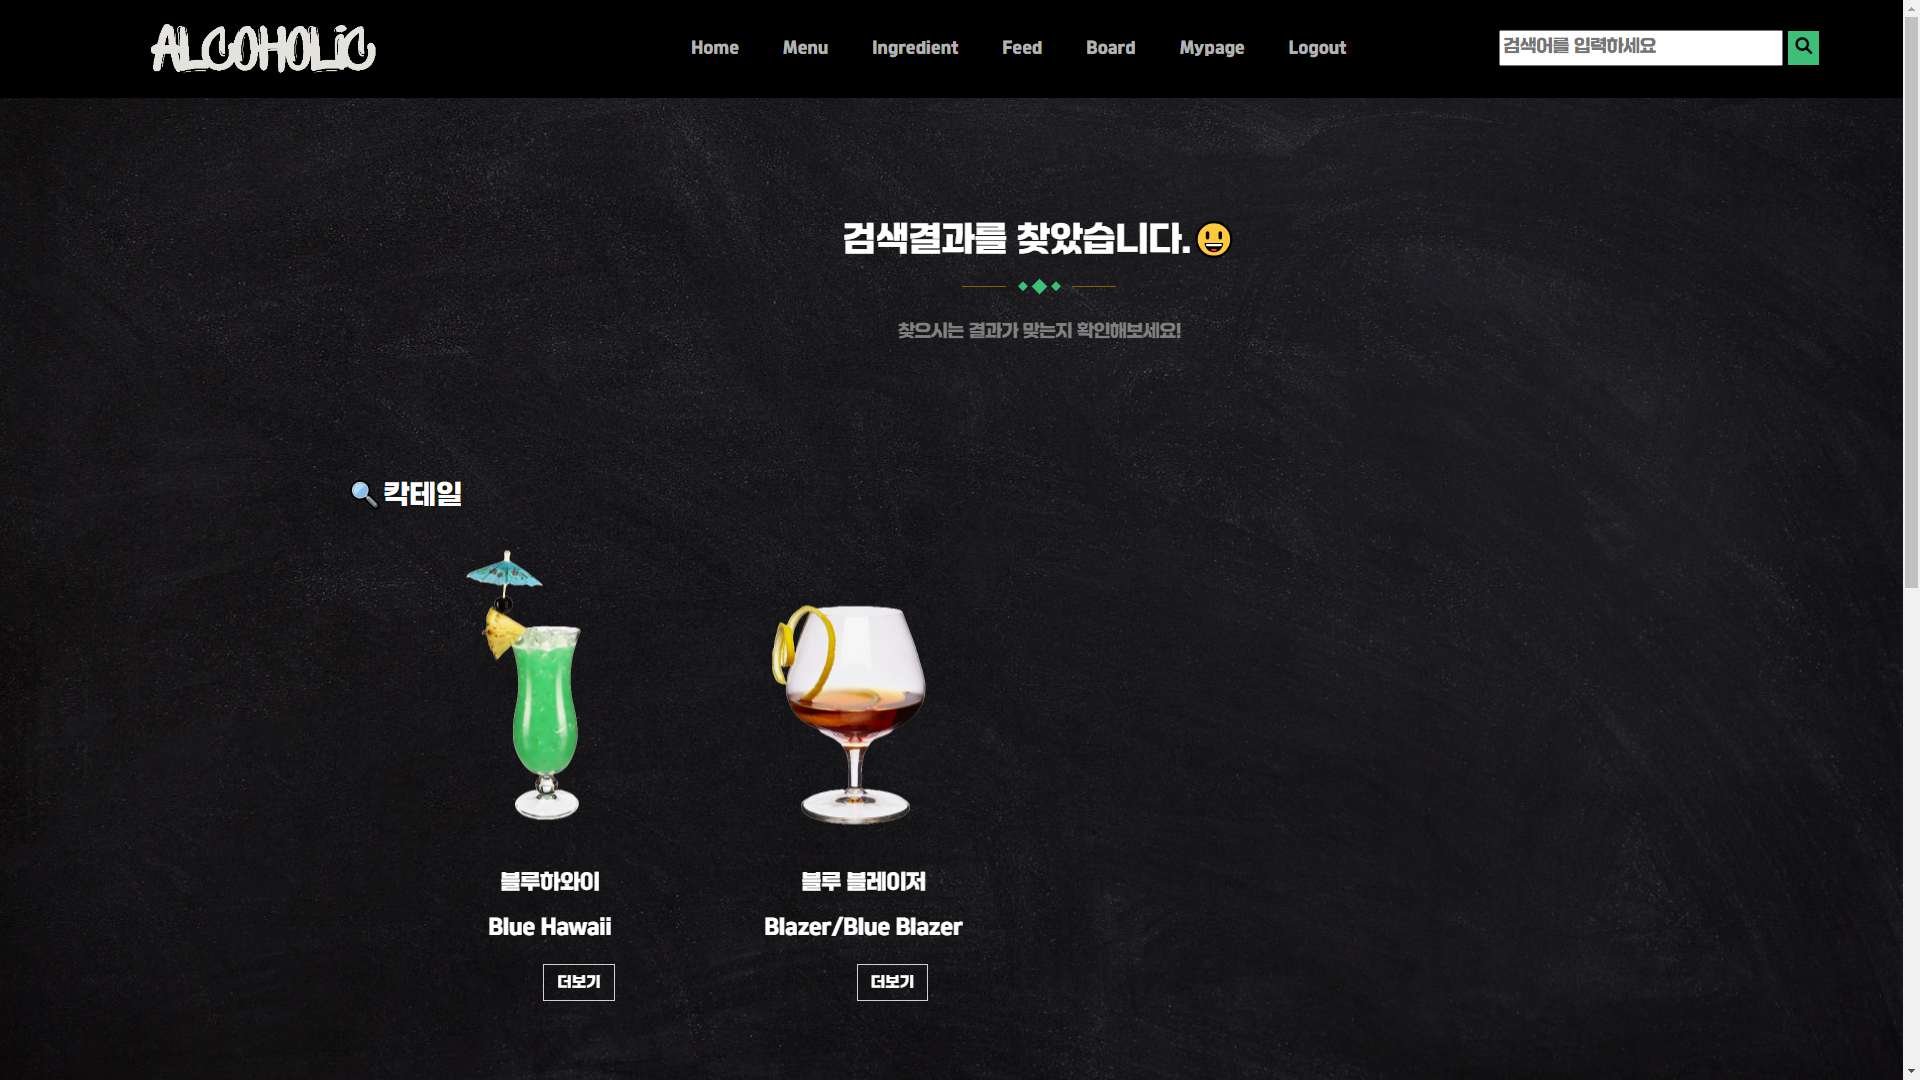 ALCOHOLiC
Home Menu Ingredient Feed Board Mypage Logout
검색어를 입력하세요
검색결과를 찾았습니다.😃
찾으시는 결과가 맞는지 확인해보세요!
🔍칵테일
블루하와이
Blue Hawaii
더보기
블루 블레이저
Blazer/Blue Blazer
더보기